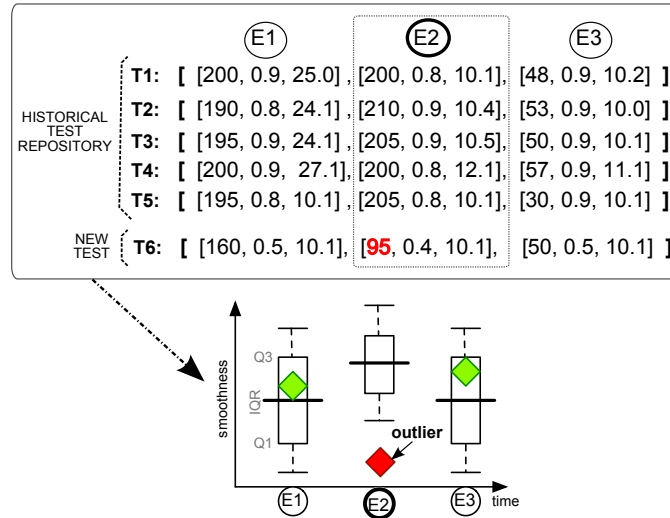 E1 E2 E3
T1: [ [200, 0.9, 25.0] , [200, 0.8, 10.1], [48, 0.9, 10.2] ]
HISTORICAL TEST REPOSITORY
T2: [ [190, 0.8, 24.1] , [210, 0.9, 10.4], [53, 0.9, 10.0] ]
T3: [ [195, 0.9, 24.1] , [205, 0.9, 10.5], [50, 0.9, 10.1] ]
T4: [ [200, 0.9, 27.1] , [200, 0.8, 12.1], [57, 0.9, 11.1] ]
T5: [ [195, 0.8, 10.1] , [205, 0.8, 10.1], [30, 0.9, 10.1] ]
NEW TEST
T6: [ [160, 0.5, 10.1], [95, 0.4, 10.1], [50, 0.5, 10.1] ]
smoothness
Q3
IQR
Q1
outlier
E1 E2 E3 time